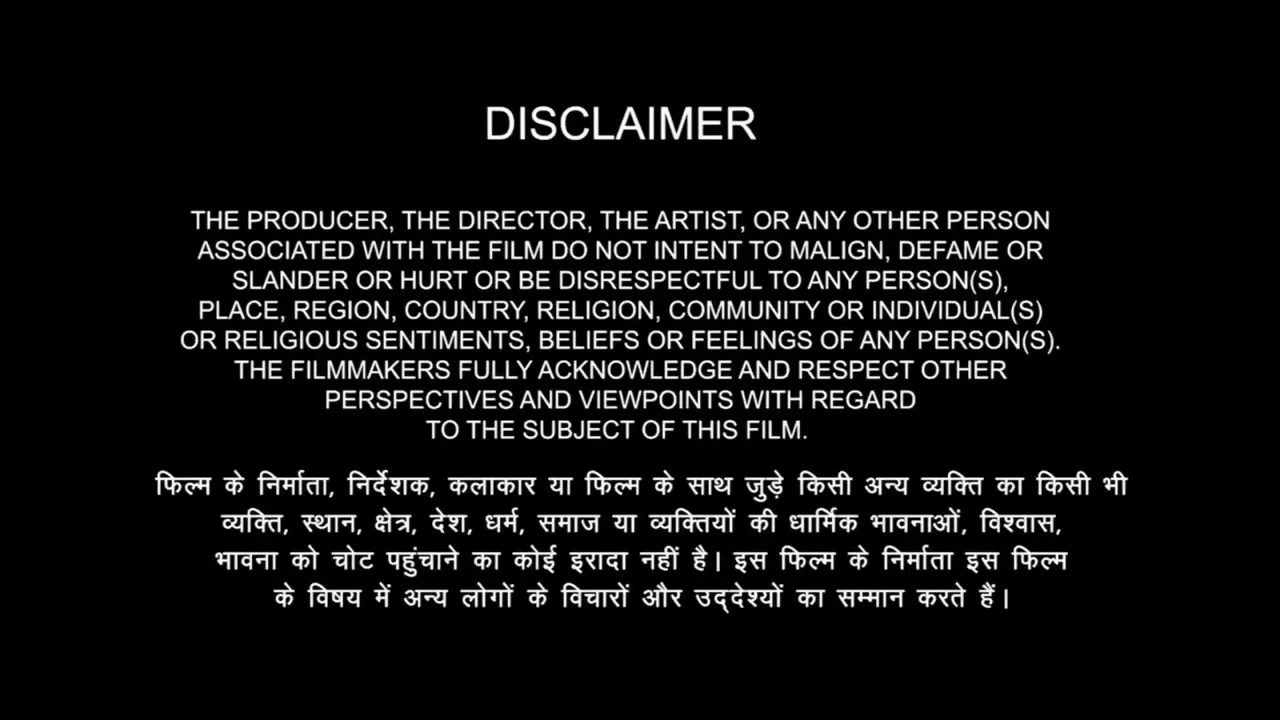 DISCLAIMER
THE PRODUCER, THE DIRECTOR, THE ARTIST, OR ANY OTHER PERSON
ASSOCIATED WITH THE FILM DO NOT INTENT TO MALIGN, DEFAME OR
SLANDER OR HURT OR BE DISRESPECTFUL TO ANY PERSON(S),
PLACE, REGION, COUNTRY, RELIGION, COMMUNITY OR INDIVIDUAL(S)
OR RELIGIOUS SENTIMENTS, BELIEFS OR FEELINGS OF ANY PERSON(S).
THE FILMMAKERS FULLY ACKNOWLEDGE AND RESPECT OTHER
PERSPECTIVES AND VIEWPOINTS WITH REGARD
TO THE SUBJECT OF THIS FILM.
फिल्म के निर्माता, निर्देशक, कलाकार या फिल्म के साथ जुड़े किसी अन्य व्यक्ति का किसी भी
व्यक्ति, स्थान, क्षेत्र, देश, धर्म, समाज या व्यक्तियों की धार्मिक भावनाओं, विश्वास,
भावना को चोट पहुंचाने का कोई इरादा नहीं है। इस फिल्म के निर्माता इस फिल्म
के विषय में अन्य लोगों के विचारों और उद्देश्यों का सम्मान करते हैं।